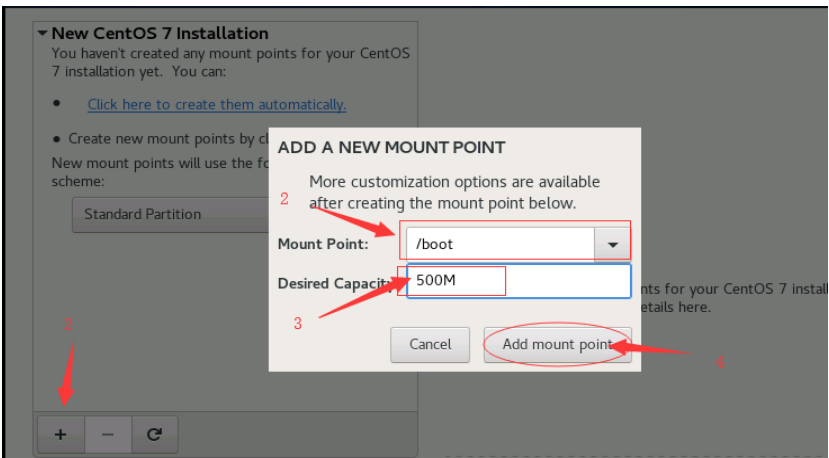 New CentOS 7 Installation
You haven't created any mount points for your CentOS
7 installation yet. You can:
• Click here to create them automatically.
• Create new mount points by cl
New mount points will use the fo
scheme:
Standard Partition
ADD A NEW MOUNT POINT
More customization options are available
after creating the mount point below.
2
Mount Point: /boot
Desired Capacit 500M
3
Cancel Add mount point
nts for your CentOS 7 install
etails here.
1
4
+ −